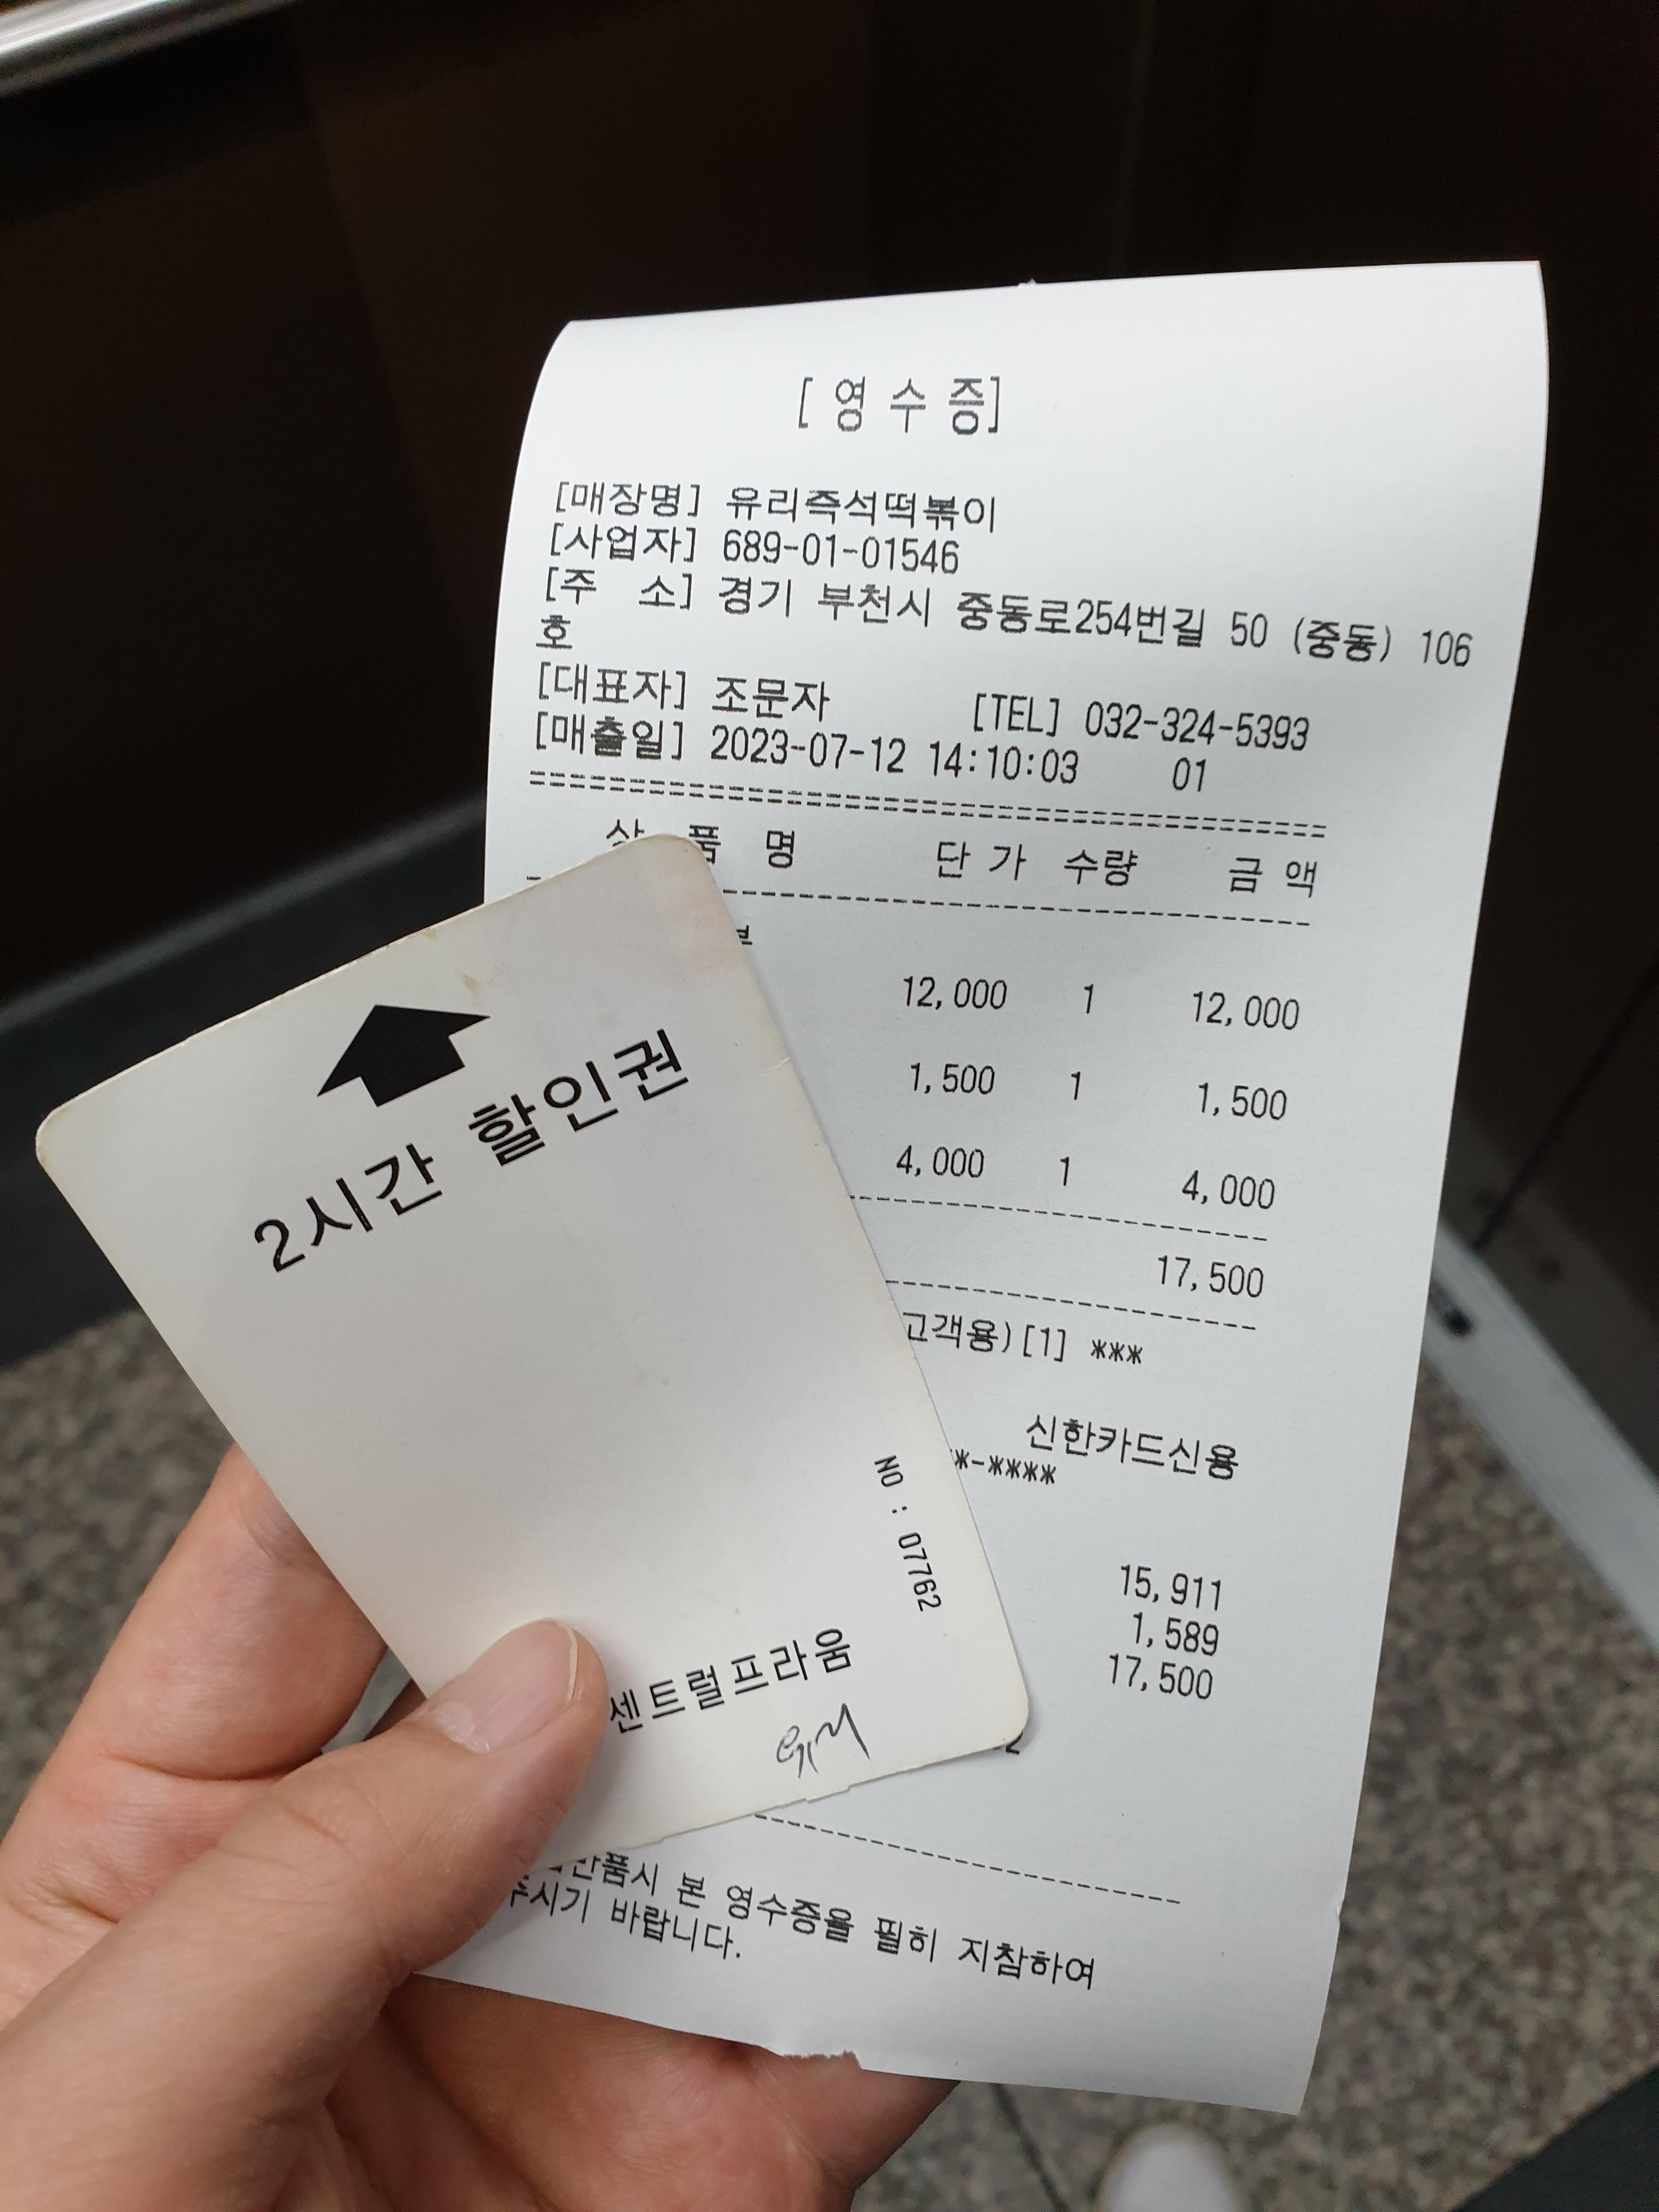 [ 영 수 증]
[매장명] 유리즉석떡볶이
[사업자] 689-01-01546
[주 소] 경기 부천시 중동로254번길 50 (중동) 106
호
[대표자] 조문자 [TEL] 032-324-5393
[매출일] 2023-07-12 14:10:03 01
상 품 명 단 가 수량 금 액
12,000 1 12,000
1,500 1 1,500
4,000 1 4,000
17,500
고객용)[1] ***
신한카드신용
*-****
15,911
1,589
17,500
2
반품시 본 영수증을 필히 지참하여
주시기 바랍니다.
2시간 할인권
NO : 07762
센트럴프라움
유리